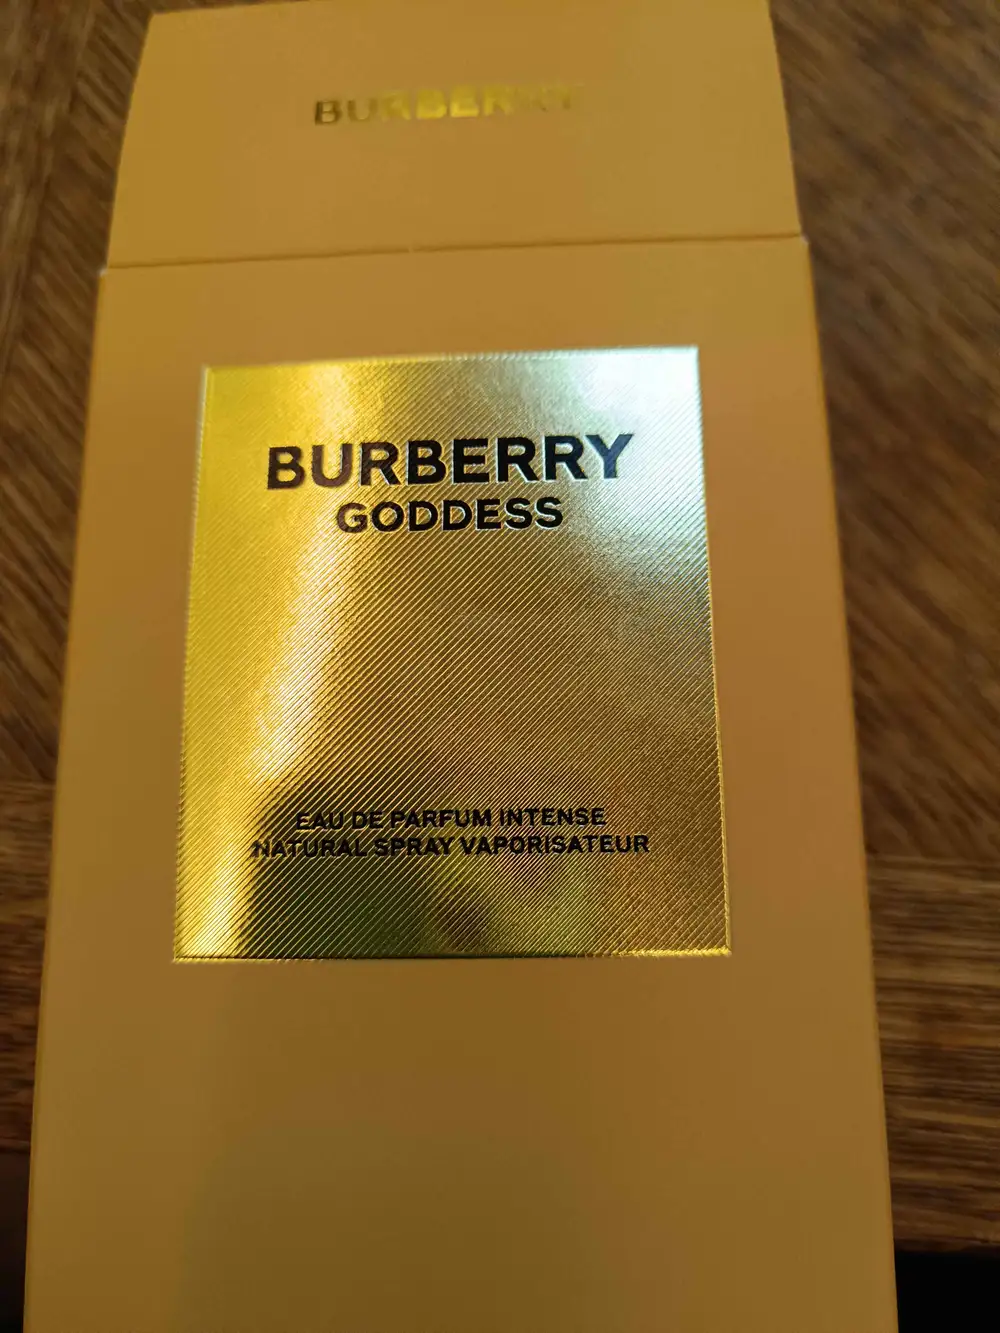 BURBERRY
BURBERRY
GODDESS
EAU DE PARFUM INTENSE
NATURAL SPRAY VAPORISATEUR